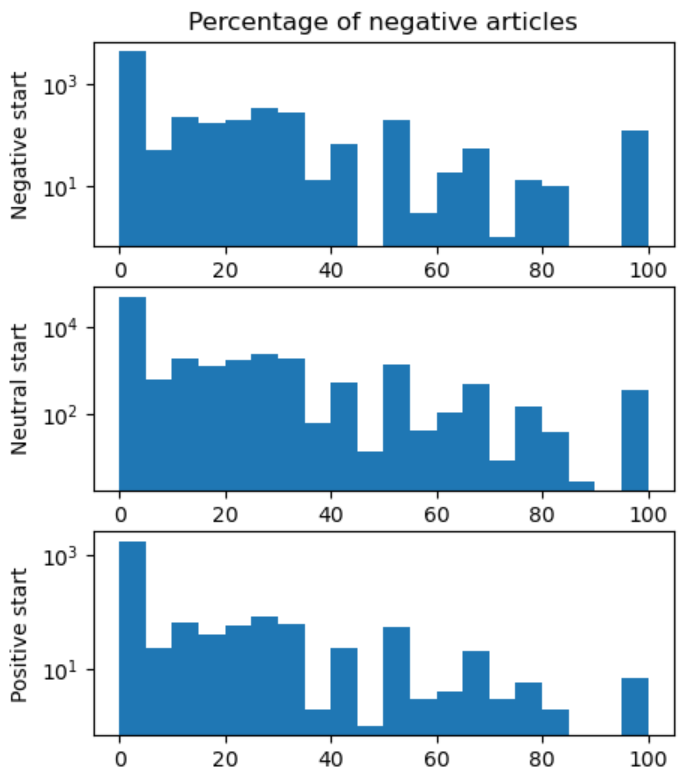 Percentage of negative articles
Negative start
10³
10¹
0 20 40 60 80 100
Neutral start
10⁴
10²
0 20 40 60 80 100
Positive start
10³
10¹
0 20 40 60 80 100